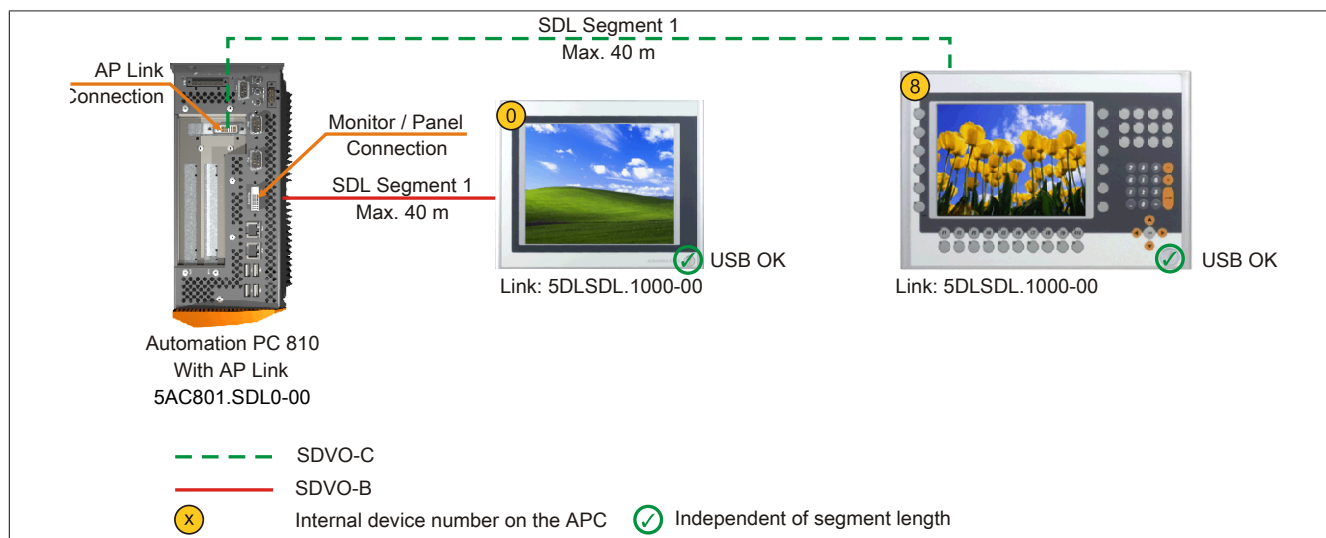 SDL Segment 1
Max. 40 m
AP Link
Connection
8
0
Monitor / Panel
Connection
SDL Segment 1
Max. 40 m
USB OK
USB OK
Link: 5DLSDL.1000-00
Link: 5DLSDL.1000-00
Automation PC 810
With AP Link
5AC801.SDL0-00
SDVO-C
SDVO-B
x
Internal device number on the APC
Independent of segment length